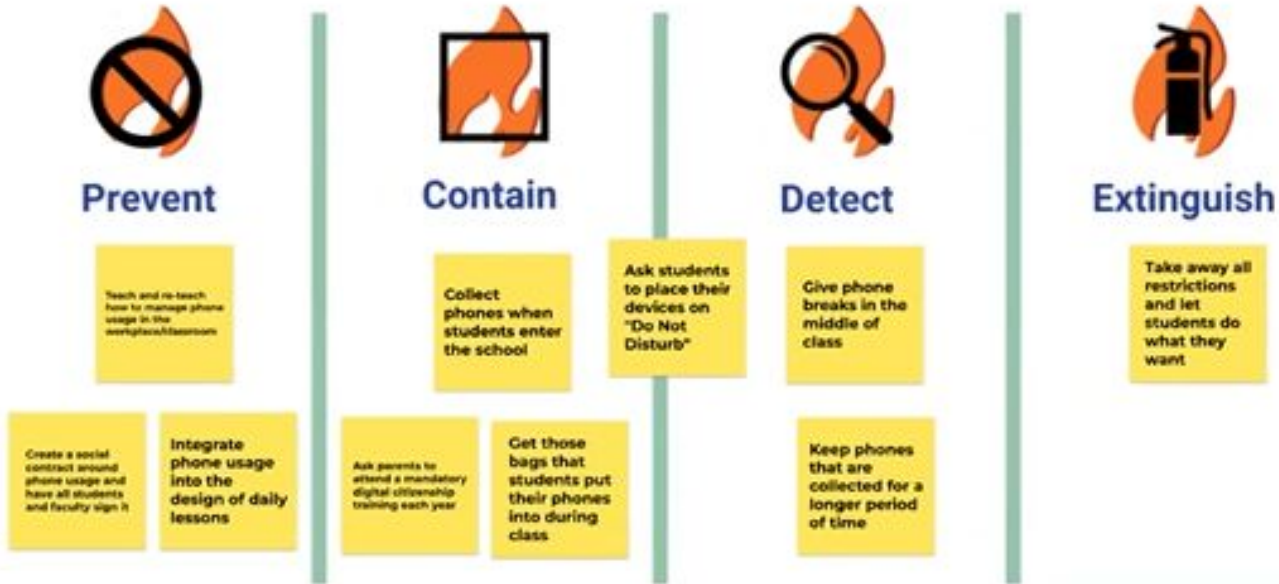 Prevent
Contain
Detect
Extinguish
Teach and re-teach
how to manage phone
usage in the
workplace/classroom
Create a social
contract around
phone usage and
have all students
and faculty sign it
Integrate
phone usage
into the
design of daily
lessons
Collect
phones when
students enter
the school
Ask parents to
attend a mandatory
digital citizenship
training each year
Get those
bags that
students put
their phones
into during
class
Ask students
to place their
devices on
"Do Not
Disturb"
Give phone
breaks in the
middle of
class
Keep phones
that are
collected for a
longer period
of time
Take away all
restrictions
and let
students do
what they
want